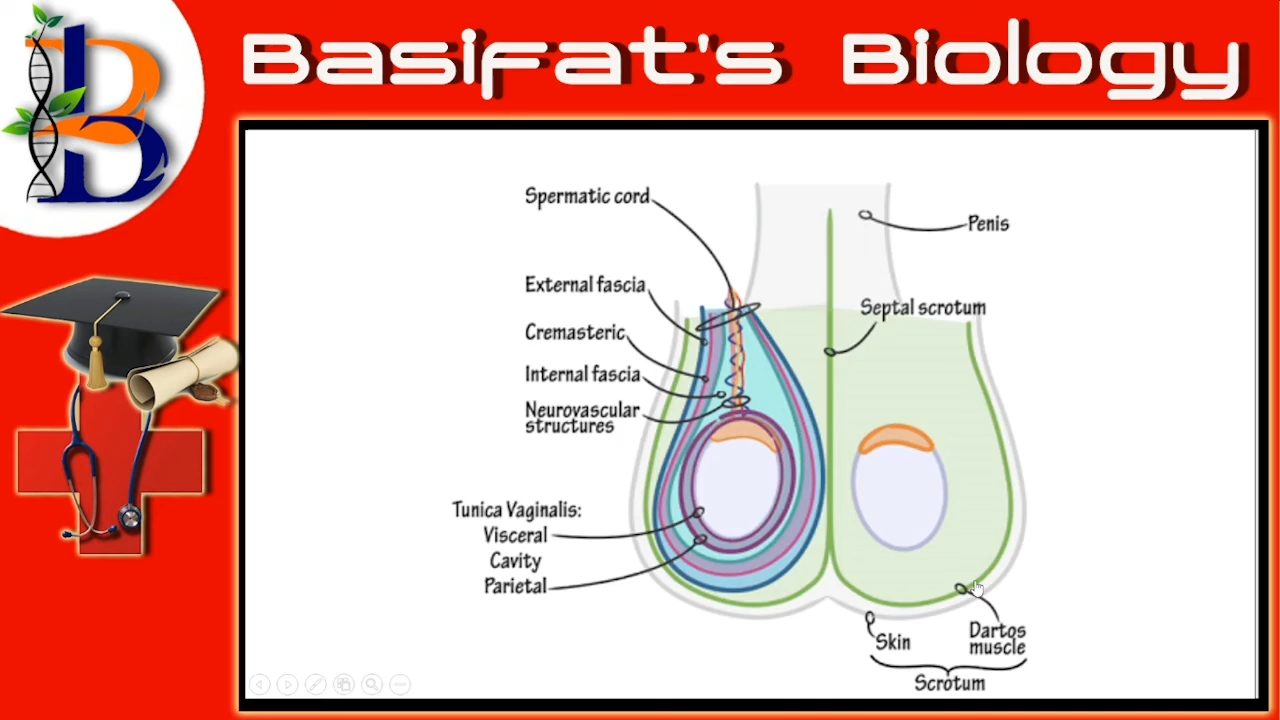 Basifat's Biology
Spermatic cord
Penis
External fascia
Septal scrotum
Cremasteric
Internal fascia
Neurovascular
structures
Tunica Vaginalis:
Visceral
Cavity
Parietal
Skin
Dartos
muscle
Scrotum